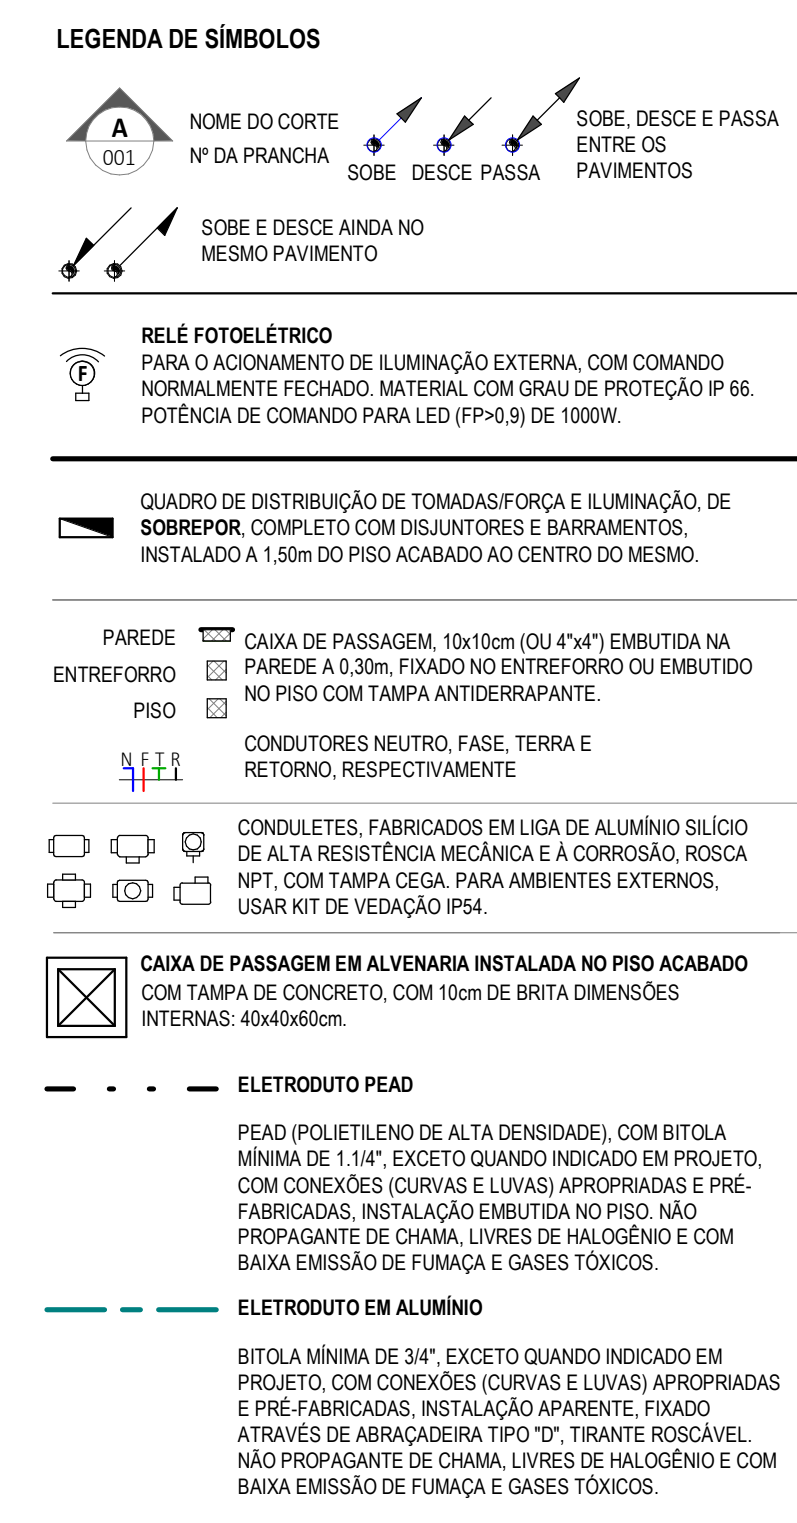 LEGENDA DE SÍMBOLOS
A
001
NOME DO CORTE
Nº DA PRANCHA
SOBE
DESCE
PASSA
SOBE, DESCE E PASSA
ENTRE OS
PAVIMENTOS
SOBE E DESCE AINDA NO
MESMO PAVIMENTO
F
RELÉ FOTOELÉTRICO
PARA O ACIONAMENTO DE ILUMINAÇÃO EXTERNA, COM COMANDO
NORMALMENTE FECHADO. MATERIAL COM GRAU DE PROTEÇÃO IP 66.
POTÊNCIA DE COMANDO PARA LED (FP>0,9) DE 1000W.
QUADRO DE DISTRIBUIÇÃO DE TOMADAS/FORÇA E ILUMINAÇÃO, DE
SOBREPOR, COMPLETO COM DISJUNTORES E BARRAMENTOS,
INSTALADO A 1,50m DO PISO ACABADO AO CENTRO DO MESMO.
PAREDE
ENTREFORRO
PISO
CAIXA DE PASSAGEM, 10x10cm (OU 4"x4") EMBUTIDA NA
PAREDE A 0,30m, FIXADO NO ENTREFORRO OU EMBUTIDO
NO PISO COM TAMPA ANTIDERRAPANTE.
N F T R
CONDUTORES NEUTRO, FASE, TERRA E
RETORNO, RESPECTIVAMENTE
CONDULETES, FABRICADOS EM LIGA DE ALUMÍNIO SILÍCIO
DE ALTA RESISTÊNCIA MECÂNICA E À CORROSÃO, ROSCA
NPT, COM TAMPA CEGA. PARA AMBIENTES EXTERNOS,
USAR KIT DE VEDAÇÃO IP54.
CAIXA DE PASSAGEM EM ALVENARIA INSTALADA NO PISO ACABADO
COM TAMPA DE CONCRETO, COM 10cm DE BRITA DIMENSÕES
INTERNAS: 40x40x60cm.
ELETRODUTO PEAD
PEAD (POLIETILENO DE ALTA DENSIDADE), COM BITOLA
MÍNIMA DE 1.1/4", EXCETO QUANDO INDICADO EM PROJETO,
COM CONEXÕES (CURVAS E LUVAS) APROPRIADAS E PRÉ-
FABRICADAS, INSTALAÇÃO EMBUTIDA NO PISO. NÃO
PROPAGANTE DE CHAMA, LIVRES DE HALOGÊNIO E COM
BAIXA EMISSÃO DE FUMAÇA E GASES TÓXICOS.
ELETRODUTO EM ALUMÍNIO
BITOLA MÍNIMA DE 3/4", EXCETO QUANDO INDICADO EM
PROJETO, COM CONEXÕES (CURVAS E LUVAS) APROPRIADAS
E PRÉ-FABRICADAS, INSTALAÇÃO APARENTE, FIXADO
ATRAVÉS DE ABRAÇADEIRA TIPO "D", TIRANTE ROSCÁVEL.
NÃO PROPAGANTE DE CHAMA, LIVRES DE HALOGÊNIO E COM
BAIXA EMISSÃO DE FUMAÇA E GASES TÓXICOS.